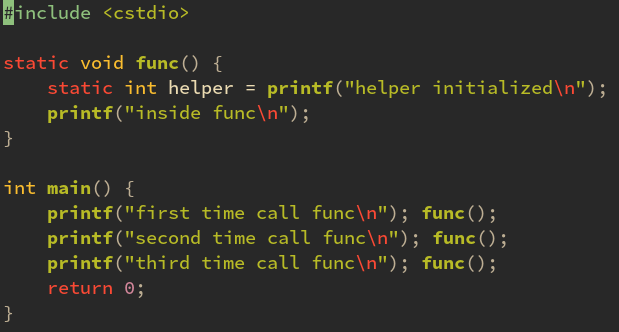 #include <cstdio>

static void func() {
    static int helper = printf("helper initialized\n");
    printf("inside func\n");
}

int main() {
    printf("first time call func\n"); func();
    printf("second time call func\n"); func();
    printf("third time call func\n"); func();
    return 0;
}